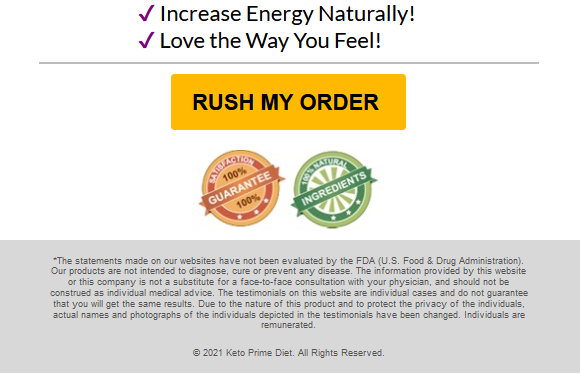 Increase Energy Naturally!
Love the Way You Feel!
RUSH MY ORDER
SATISFACTION
100%
GUARANTEE
100%
100% NATURAL
INGREDIENTS
*The statements made on our websites have not been evaluated by the FDA (U.S. Food & Drug Administration).
Our products are not intended to diagnose, cure or prevent any disease. The information provided by this website
or this company is not a substitute for a face-to-face consultation with your physician, and should not be
construed as individual medical advice. The testimonials on this website are individual cases and do not guarantee
that you will get the same results. Due to the nature of this product and to protect the privacy of the individuals,
actual names and photographs of the individuals depicted in the testimonials have been changed. Individuals are
remunerated.
© 2021 Keto Prime Diet. All Rights Reserved.